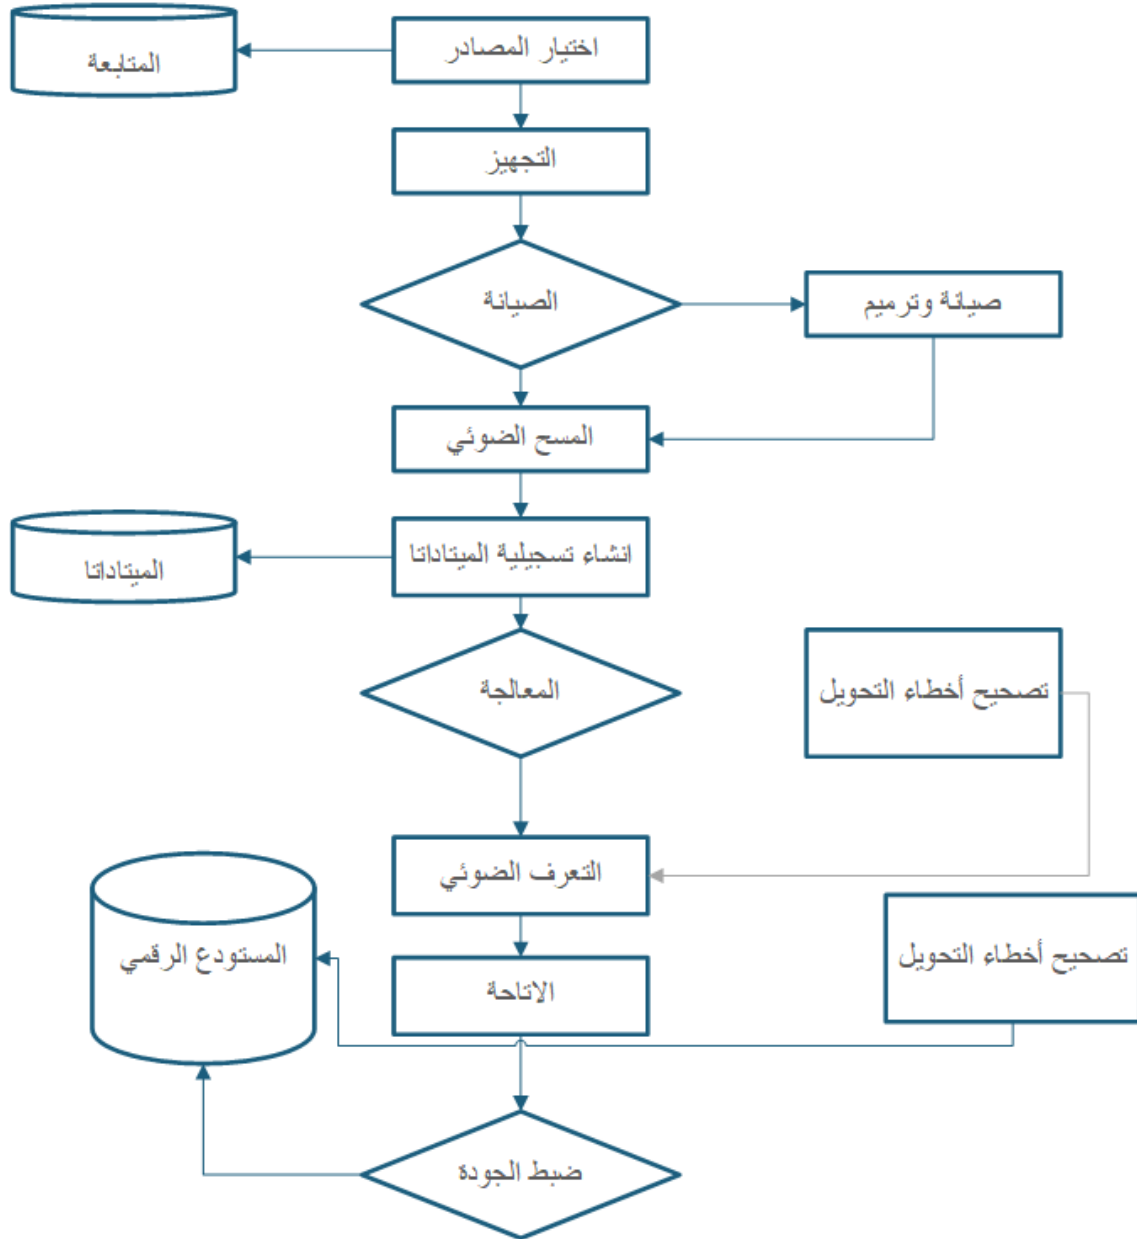 اختيار المصادر
المتابعة
التجهيز
الصيانة
صيانة وترميم
المسح الضوئي
انشاء تسجيلية الميتاداتا
الميتاداتا
المعالجة
تصحيح أخطاء التحويل
التعرف الضوئي
تصحيح أخطاء التحويل
المستودع الرقمي
الاتاحة
ضبط الجودة